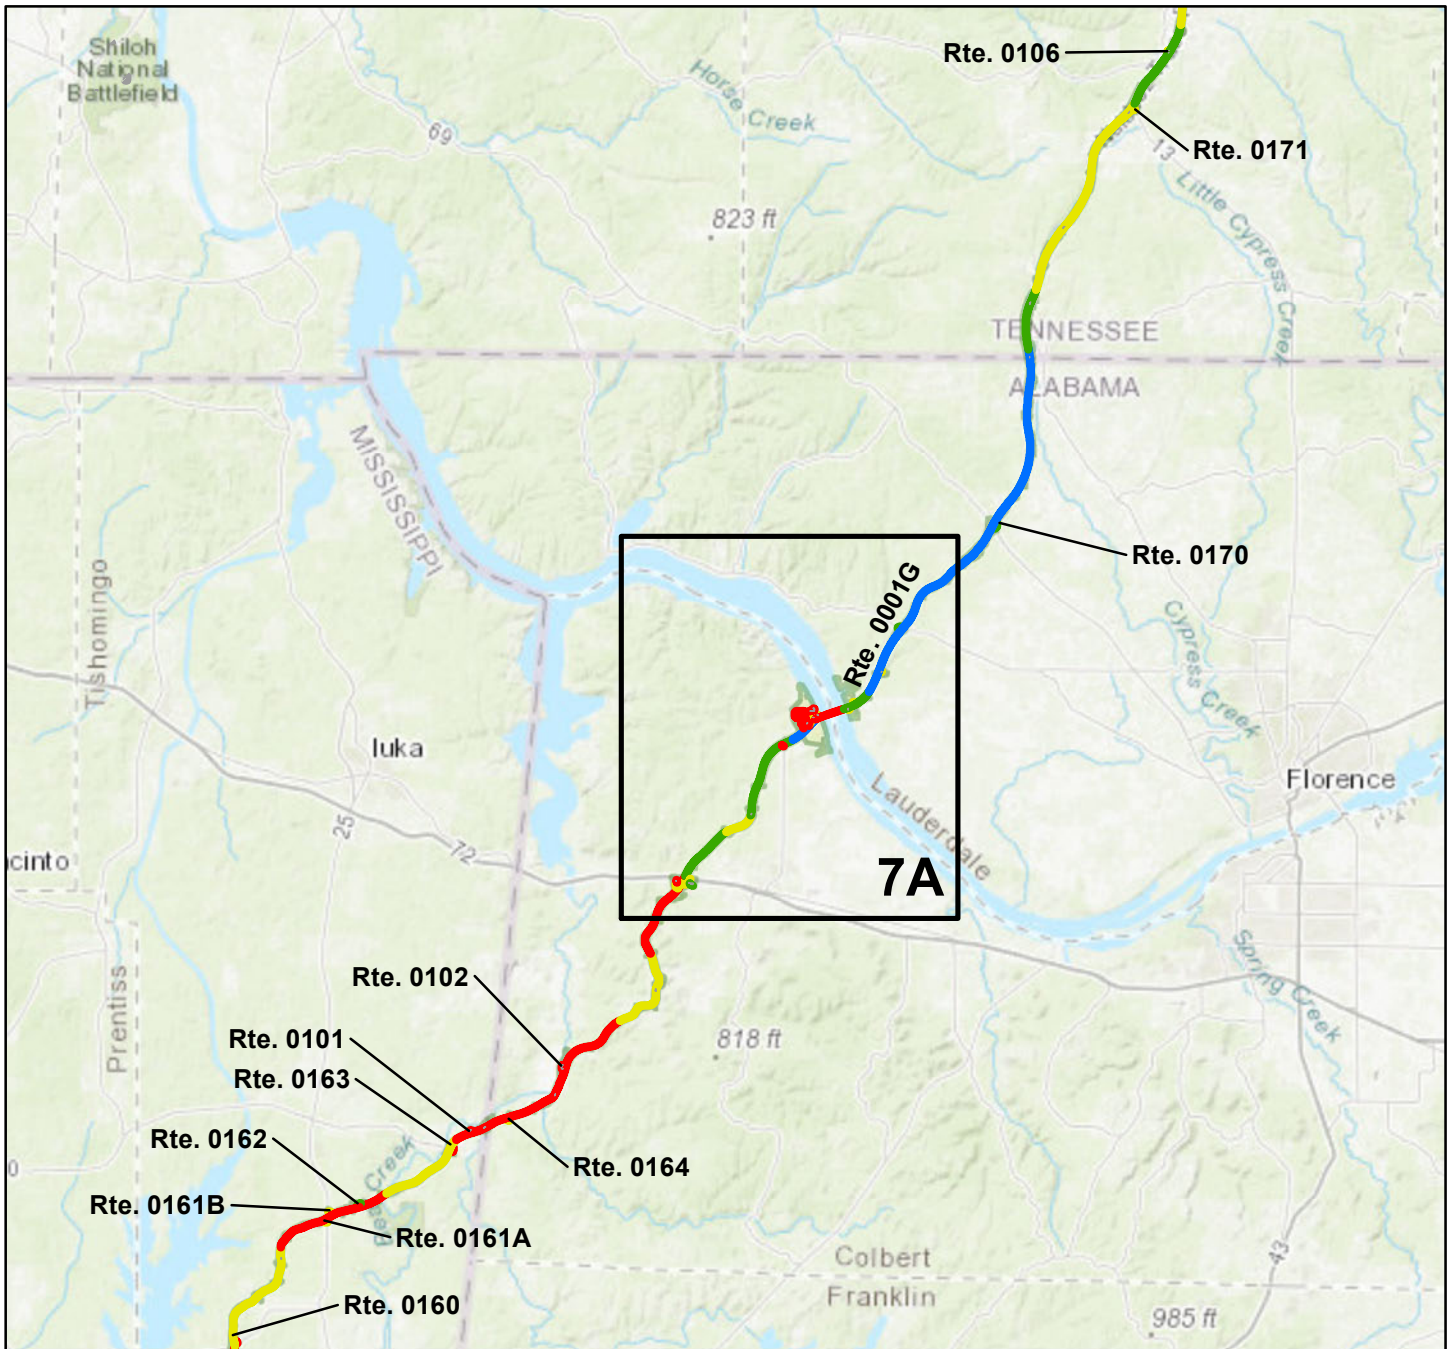 Shiloh
National
Battlefield
Rte. 0106
Horse Creek
69
Rte. 0171
13
Little Cypress Creek
823 ft
TENNESSEE
ALABAMA
MISSISSIPPI
Rte. 0170
Tishomingo
Rte. 0001G
Cypress Creek
Iuka
Florence
Lauderdale
25
72
cinto
7A
Spring Creek
Prentiss
Rte. 0102
Rte. 0101
818 ft
Rte. 0163
Rte. 0162
Creek
0
Rte. 0164
Rte. 0161B
Rte. 0161A
Colbert
43
Franklin
Rte. 0160
985 ft